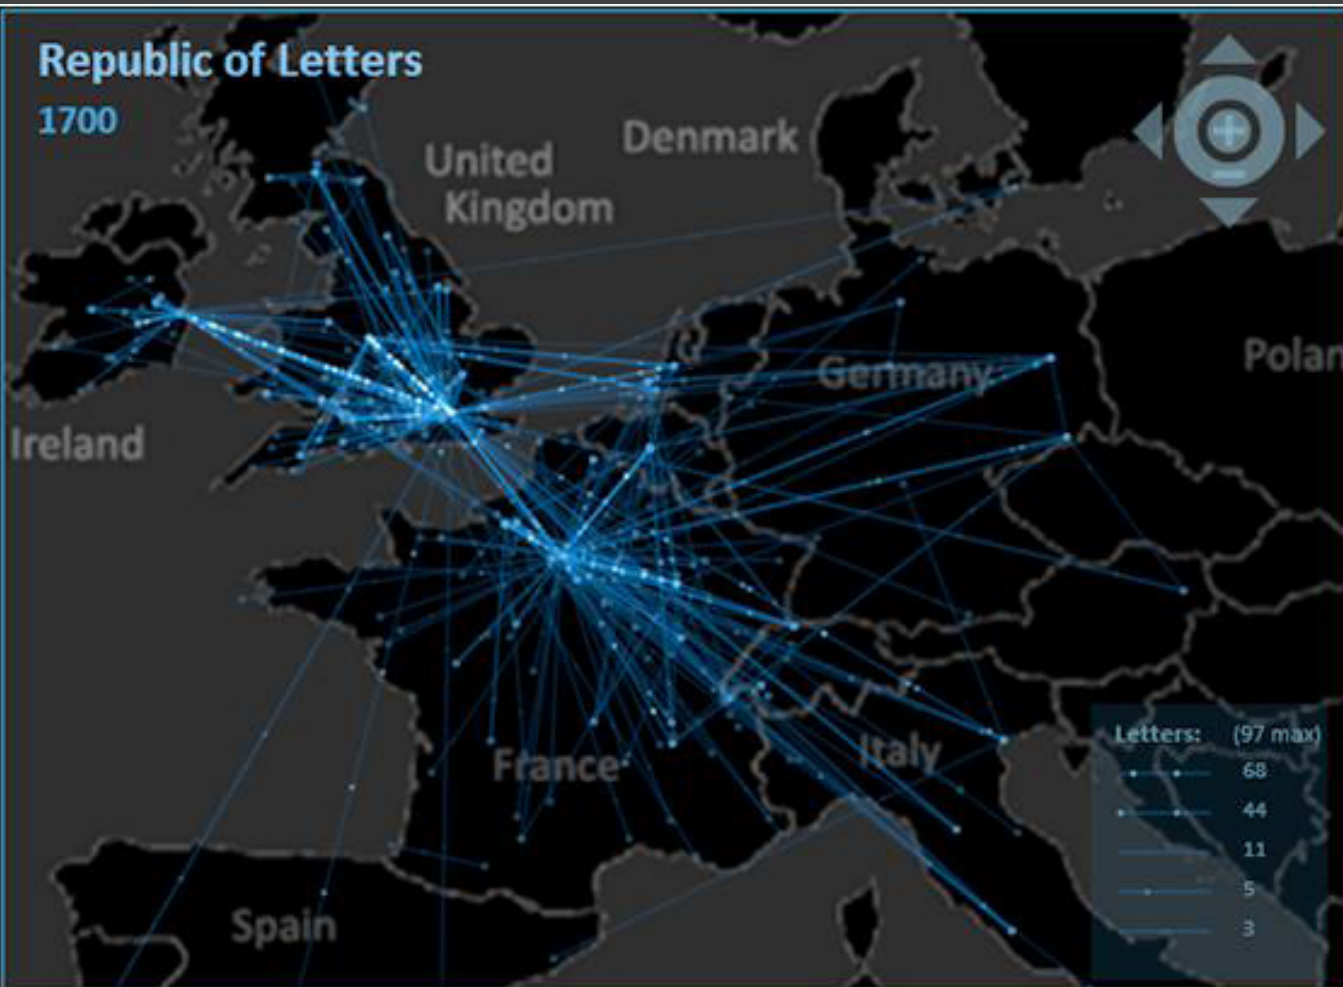 Republic of Letters
1700
United
Kingdom
Denmark
Germany
Polan
Ireland
France
Italy
Spain
Letters: (97 max)
68
44
11
5
3